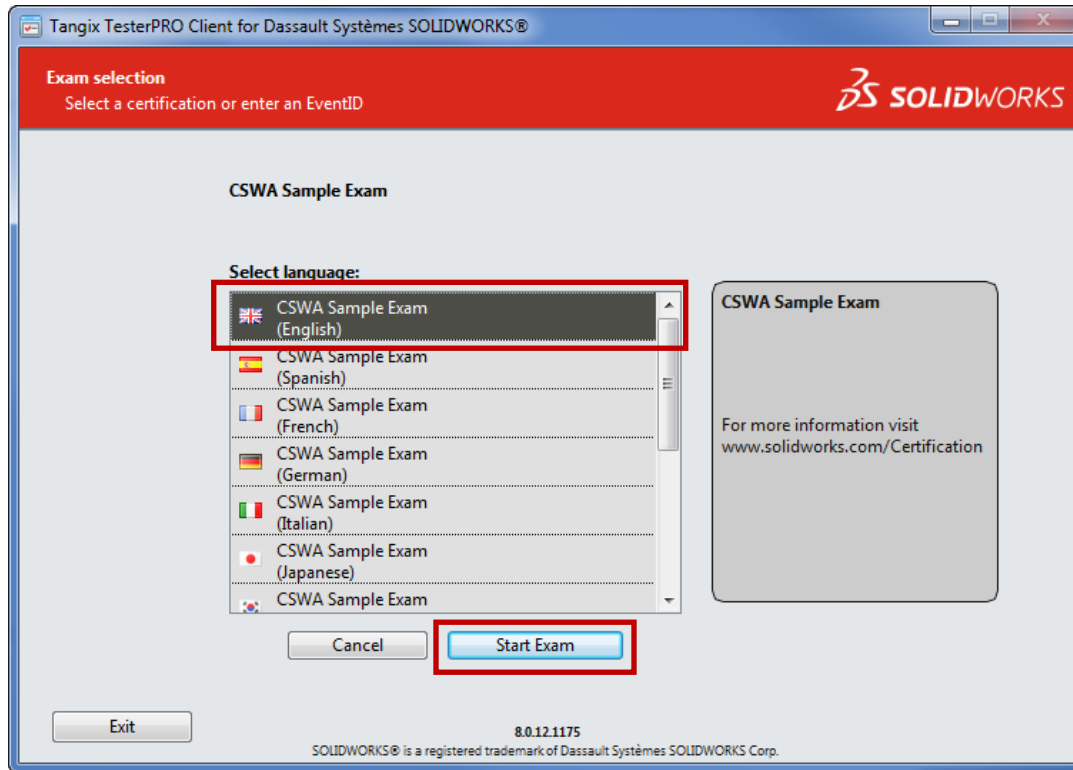 Tangix TesterPRO Client for Dassault Systèmes SOLIDWORKS®
Exam selection
Select a certification or enter an EventID
SOLIDWORKS
CSWA Sample Exam
Select language:
CSWA Sample Exam
(English)
CSWA Sample Exam
(Spanish)
CSWA Sample Exam
(French)
CSWA Sample Exam
(German)
CSWA Sample Exam
(Italian)
CSWA Sample Exam
(Japanese)
CSWA Sample Exam
CSWA Sample Exam
For more information visit
www.solidworks.com/Certification
Cancel
Start Exam
Exit
8.0.12.1175
SOLIDWORKS® is a registered trademark of Dassault Systèmes SOLIDWORKS Corp.